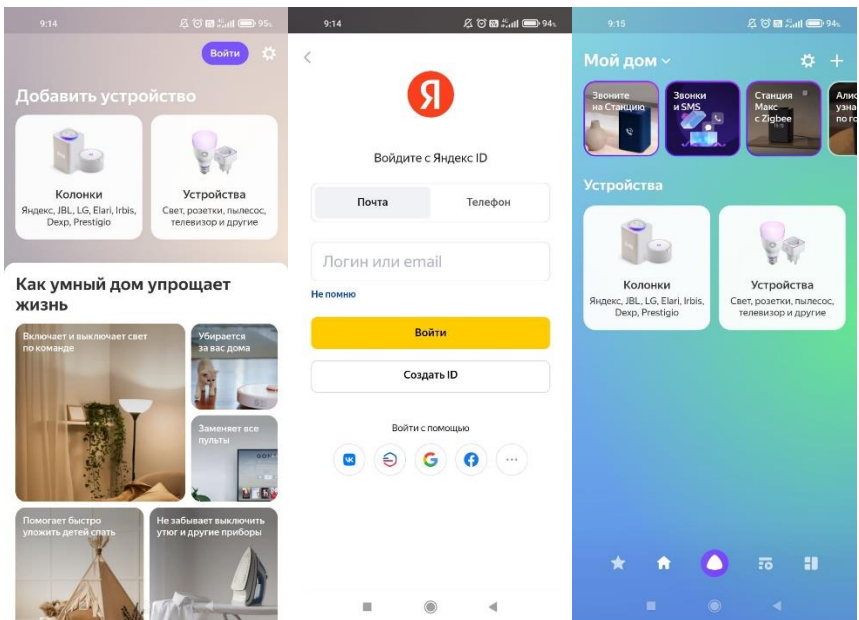 9:14
95%
Войти
Добавить устройство
Колонки
Яндекс, JBL, LG, Elari, Irbis,
Dexp, Prestigio
Устройства
Свет, розетки, пылесос,
телевизор и другие
Как умный дом упрощает
жизнь
Включает и выключает свет
по команде
Убирается
за вас дома
Заменяет все
пульты
Помогает быстро
уложить детей спать
Не забывает выключить
утюг и другие приборы
9:14
94%
Я
Войдите с Яндекс ID
Почта
Телефон
Логин или email
Не помню
Войти
Создать ID
Войти с помощью
9:15
94%
Мой дом
Звоните
на Станцию
Звонки
и SMS
Станция
Макс
с Zigbee
Алис
узна
по го
Устройства
Колонки
Яндекс, JBL, LG, Elari, Irbis,
Dexp, Prestigio
Устройства
Свет, розетки, пылесос,
телевизор и другие